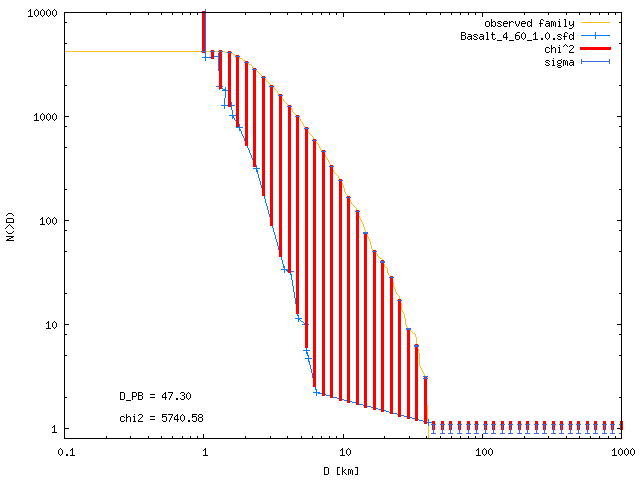 10000
1000
100
10
1
N(>D)
observed family
Basalt_4_60_1.0.sfd
chi^2
sigma
D_PB = 47.30
chi2 = 5740.58
0.1 1 10 100 1000
D [km]